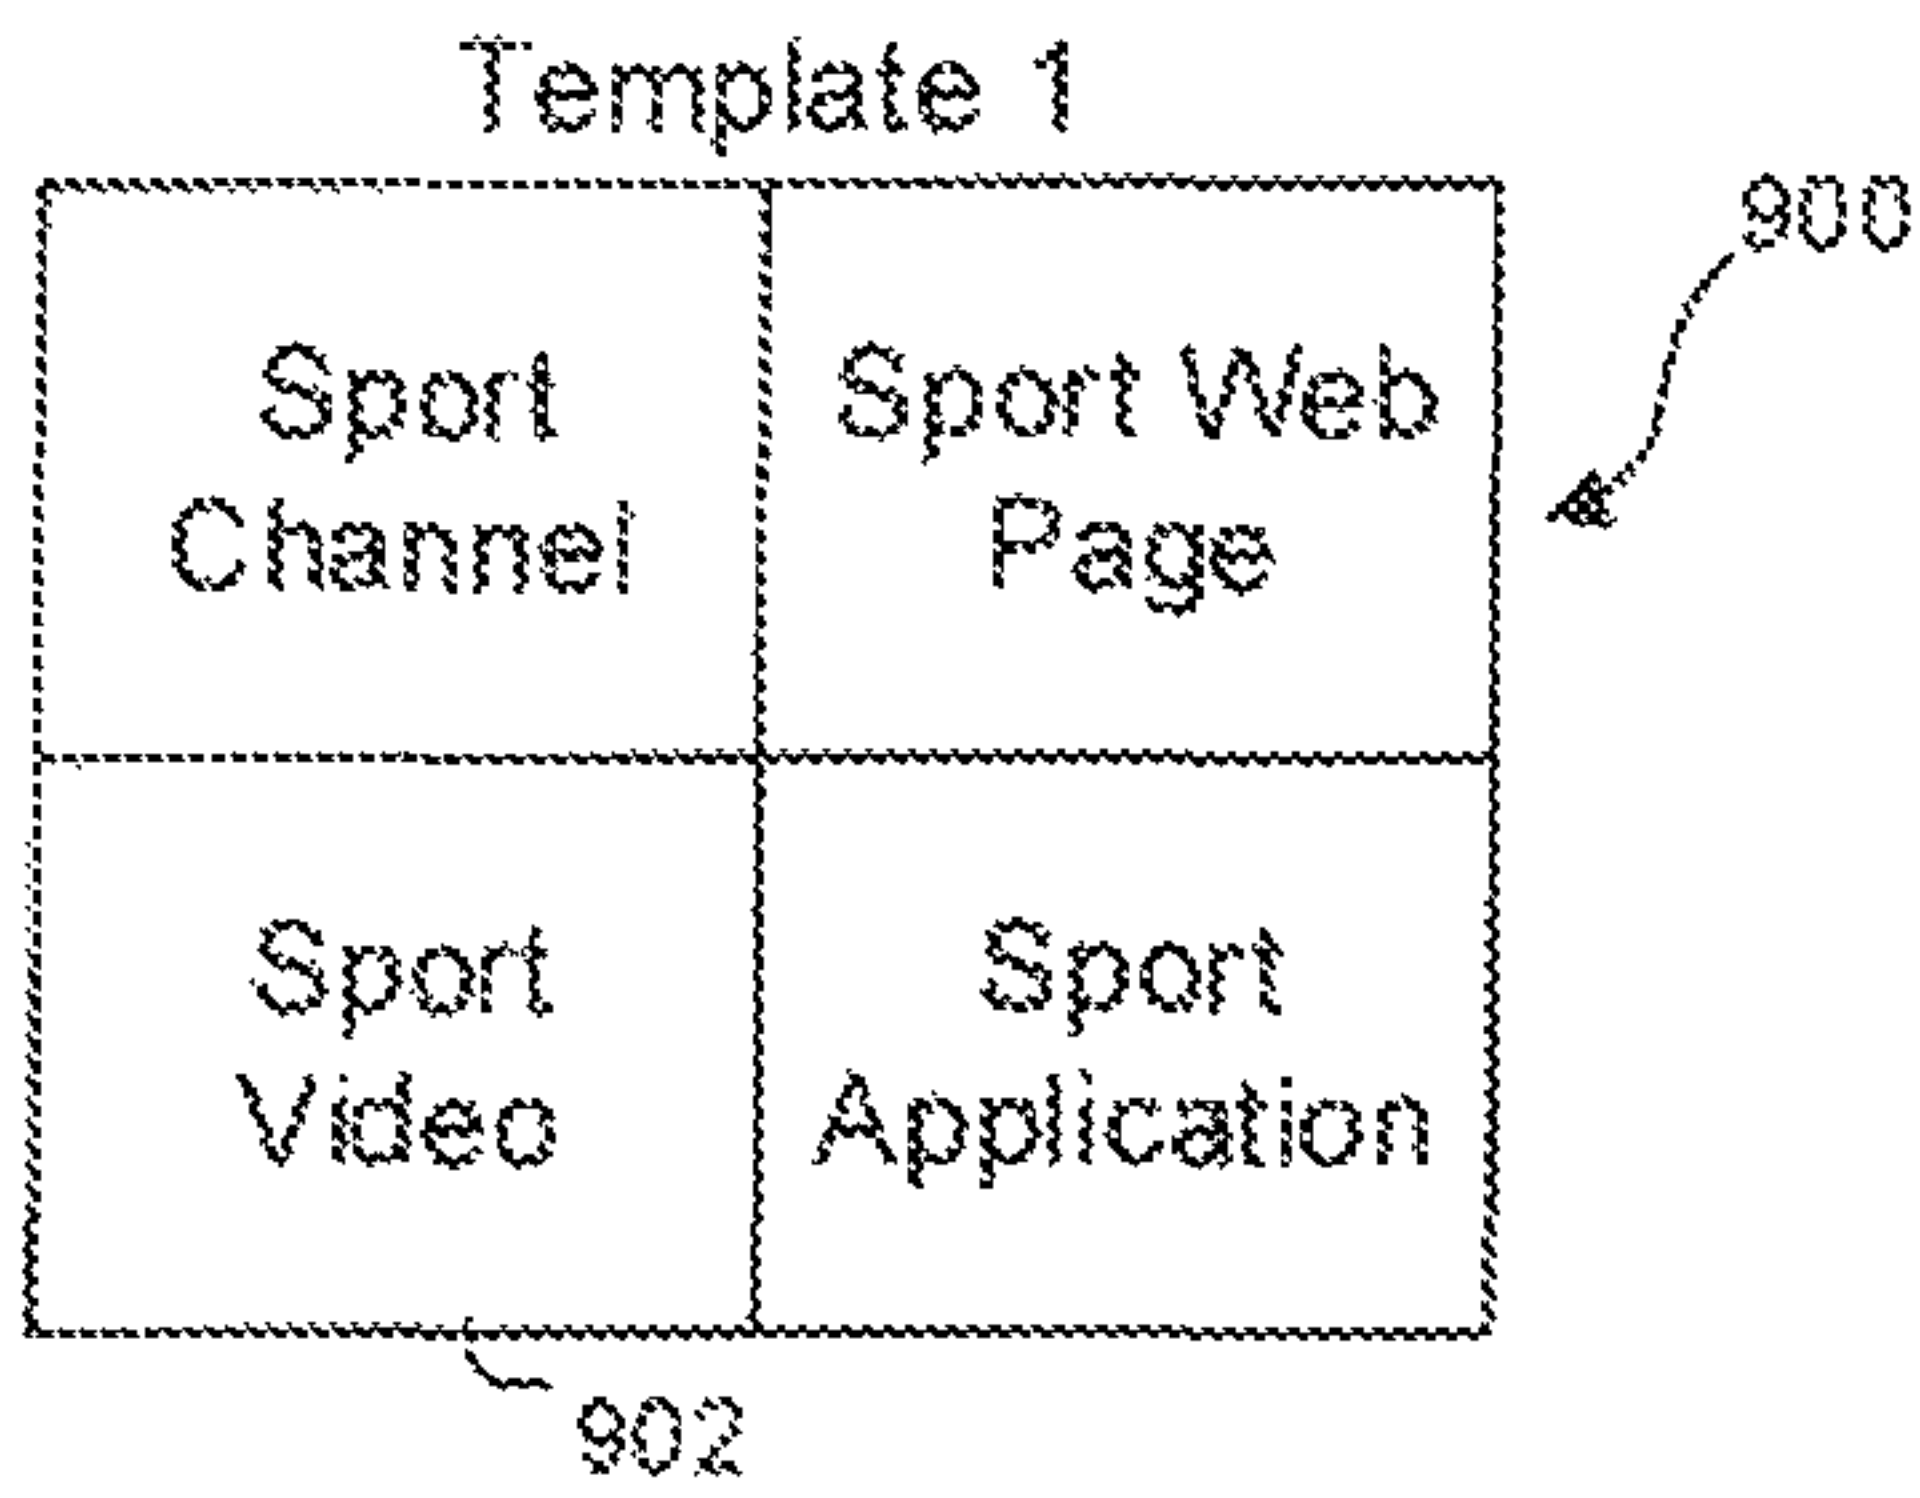 Template 1
900
Sport
Channel
Sport Web
Page
Sport
Video
Sport
Application
902